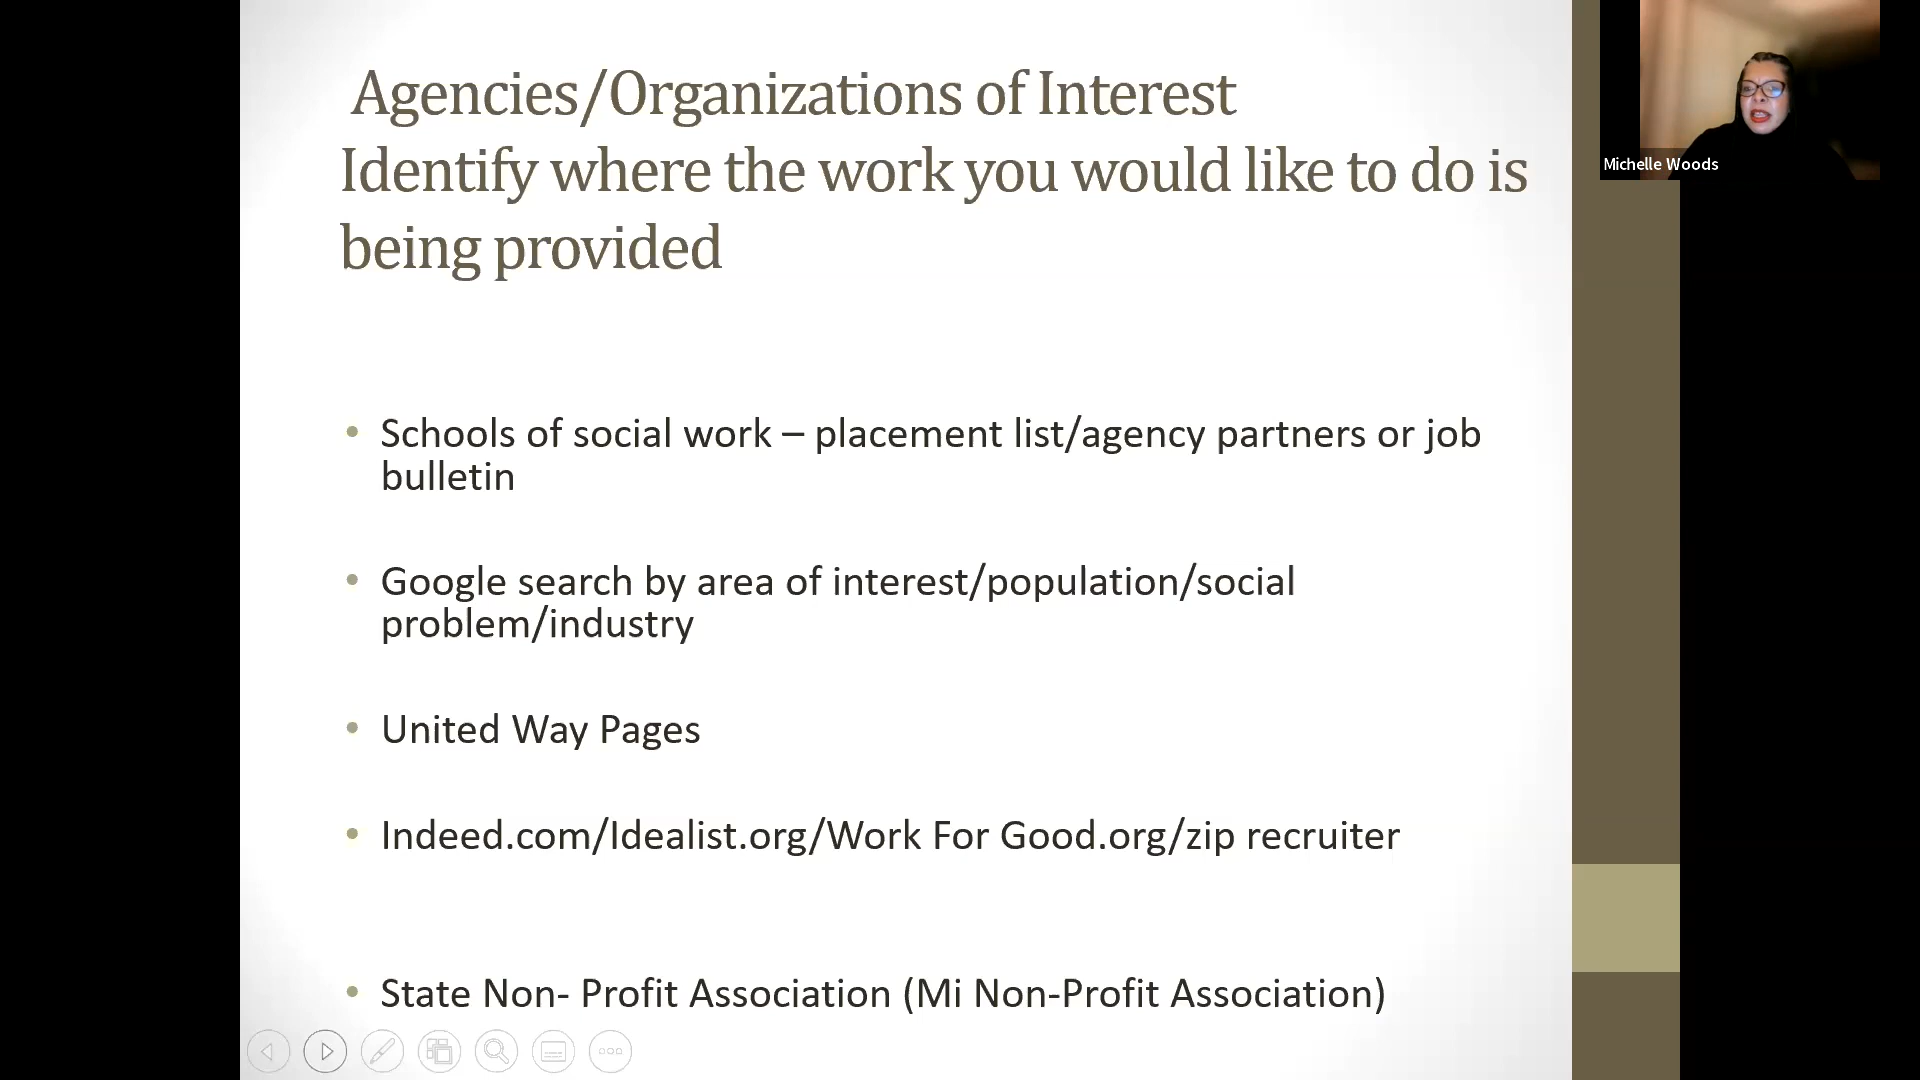 Agencies/Organizations of Interest
Identify where the work you would like to do is
being provided
Michelle Woods
• Schools of social work – placement list/agency partners or job
bulletin
• Google search by area of interest/population/social
problem/industry
• United Way Pages
• Indeed.com/Idealist.org/Work For Good.org/zip recruiter
• State Non- Profit Association (Mi Non-Profit Association)